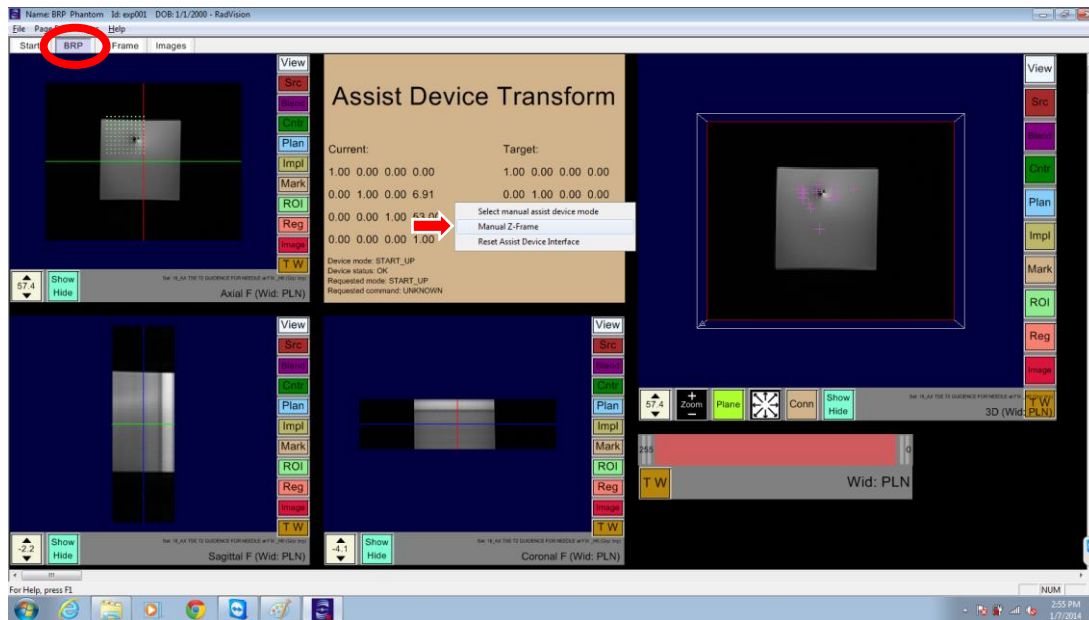 Name: BRP Phantom Id: exp001 DOB: 1/1/2000 - RadVision
File Page Help
Start BRP Frame Images
View
Src
Blend
Cntr
Plan
Impl
Mark
ROI
Reg
Image
T W
57.4
Show
Hide
Axial F (Wid: PLN)
Assist Device Transform
Current: Target:
1.00 0.00 0.00 0.00 1.00 0.00 0.00 0.00
0.00 1.00 0.00 6.91 0.00 1.00 0.00 0.00
0.00 0.00 1.00 53.00
0.00 0.00 0.00 1.00
Select manual assist device mode
Manual Z-Frame
Reset Assist Device Interface
Device mode: START_UP
Device status: OK
Requested mode: START_UP
Requested command: UNKNOWN
View
Src
Blend
Cntr
Plan
Impl
Mark
ROI
Reg
Image
T W
57.4
Zoom
Plane
Conn
Show
Hide
3D (Wid: PLN)
View
Src
Blend
Cntr
Plan
Impl
Mark
ROI
Reg
Image
T W
-2.2
Show
Hide
Sagittal F (Wid: PLN)
View
Src
Blend
Cntr
Plan
Impl
Mark
ROI
Reg
Image
T W
-4.1
Show
Hide
Coronal F (Wid: PLN)
255 0
T W
Wid: PLN
For Help, press F1
NUM
2:55 PM
1/7/2014